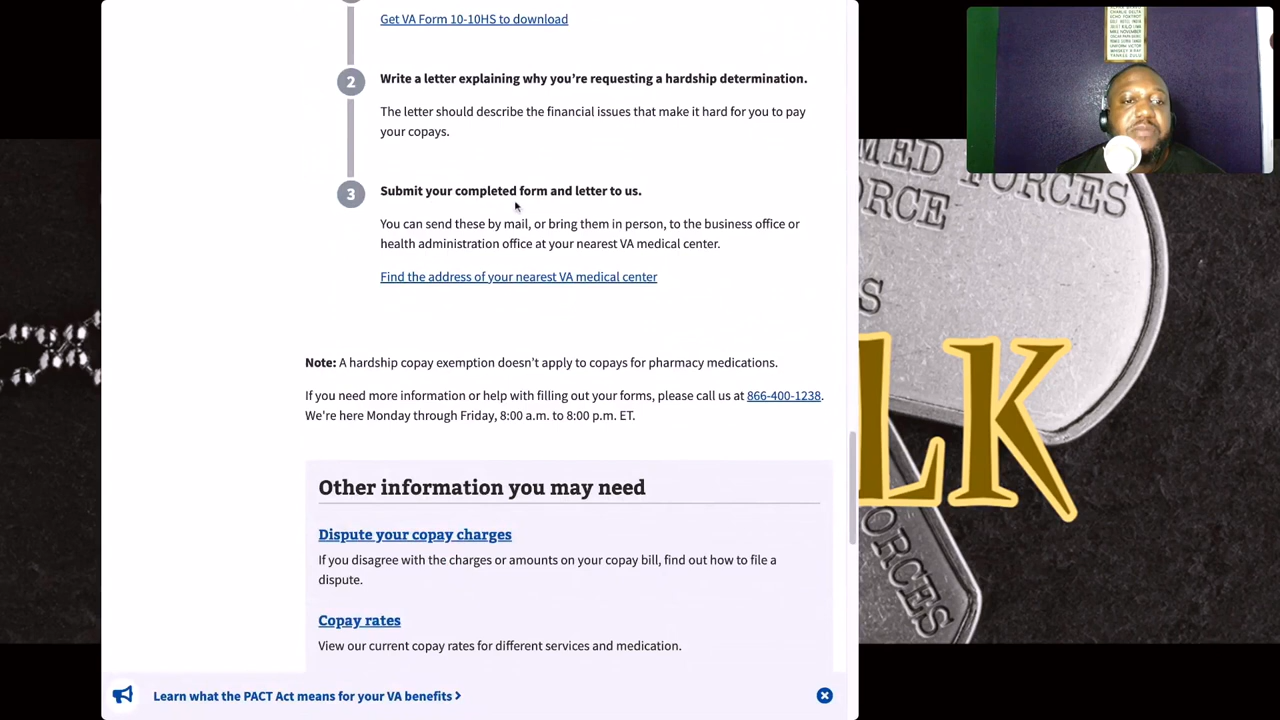 Get VA Form 10-10HS to download
2
Write a letter explaining why you’re requesting a hardship determination.
The letter should describe the financial issues that make it hard for you to pay
your copays.
3
Submit your completed form and letter to us.
You can send these by mail, or bring them in person, to the business office or
health administration office at your nearest VA medical center.
Find the address of your nearest VA medical center
Note: A hardship copay exemption doesn’t apply to copays for pharmacy medications.
If you need more information or help with filling out your forms, please call us at 866-400-1238.
We're here Monday through Friday, 8:00 a.m. to 8:00 p.m. ET.
Other information you may need
Dispute your copay charges
If you disagree with the charges or amounts on your copay bill, find out how to file a
dispute.
Copay rates
View our current copay rates for different services and medication.
Learn what the PACT Act means for your VA benefits
MED FORCES
ORCE
LK
FORCES